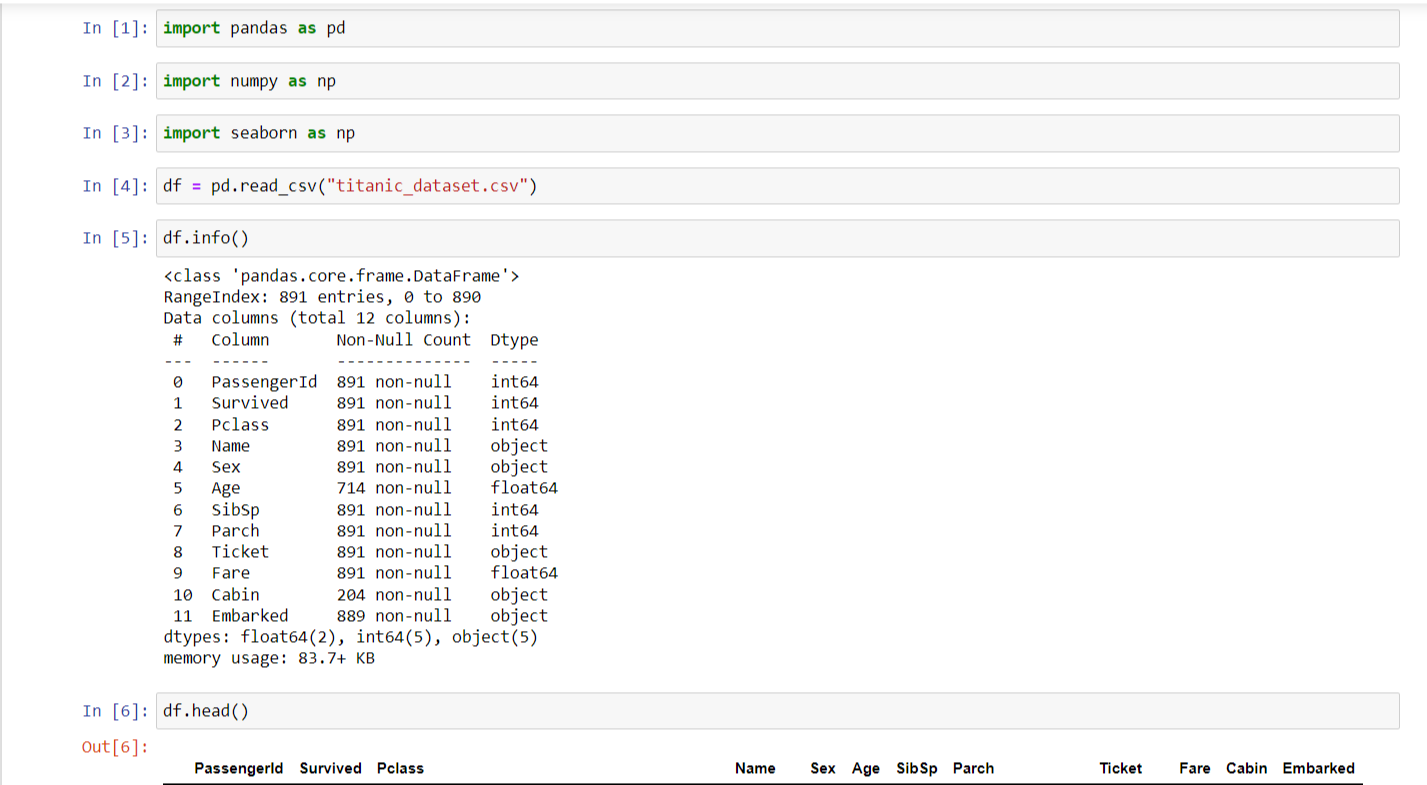 In [1]: import pandas as pd
In [2]: import numpy as np
In [3]: import seaborn as np
In [4]: df = pd.read_csv("titanic_dataset.csv")
In [5]: df.info()
<class 'pandas.core.frame.DataFrame'>
RangeIndex: 891 entries, 0 to 890
Data columns (total 12 columns):
 #   Column       Non-Null Count  Dtype
---  ------       --------------  -----
 0   PassengerId  891 non-null    int64
 1   Survived     891 non-null    int64
 2   Pclass       891 non-null    int64
 3   Name         891 non-null    object
 4   Sex          891 non-null    object
 5   Age          714 non-null    float64
 6   SibSp        891 non-null    int64
 7   Parch        891 non-null    int64
 8   Ticket       891 non-null    object
 9   Fare         891 non-null    float64
 10  Cabin        204 non-null    object
 11  Embarked     889 non-null    object
dtypes: float64(2), int64(5), object(5)
memory usage: 83.7+ KB
In [6]: df.head()
Out[6]:
PassengerId Survived Pclass Name Sex Age SibSp Parch Ticket Fare Cabin Embarked